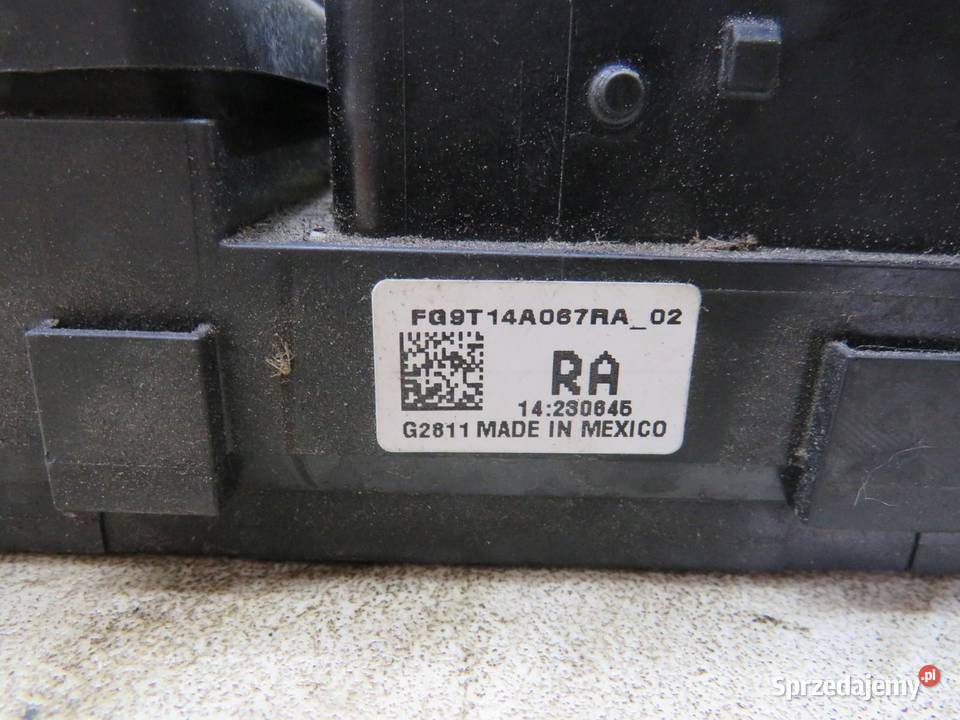 FG9T14A067RA_02
RA
14:230645
G2811 MADE IN MEXICO
Sprzedajemy.pl